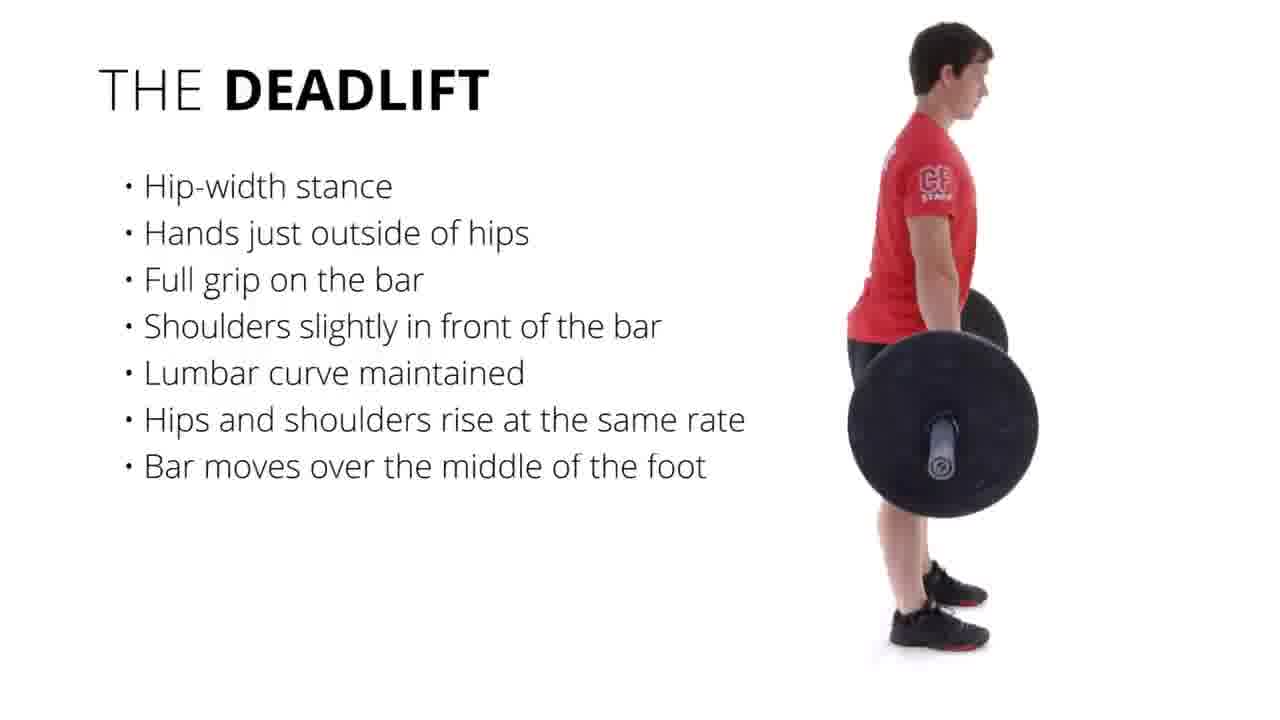 THE DEADLIFT
• Hip-width stance
• Hands just outside of hips
• Full grip on the bar
• Shoulders slightly in front of the bar
• Lumbar curve maintained
• Hips and shoulders rise at the same rate
• Bar moves over the middle of the foot
CF
STAFF